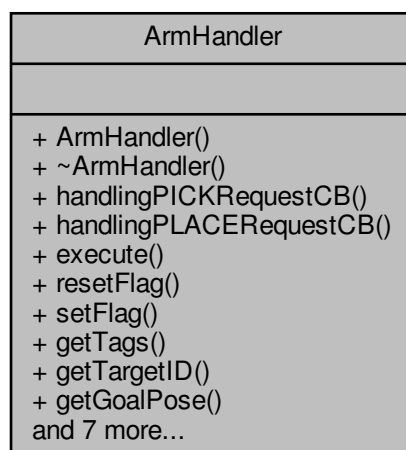 ArmHandler
+ ArmHandler()
+ ~ArmHandler()
+ handlingPICKRequestCB()
+ handlingPLACERequestCB()
+ execute()
+ resetFlag()
+ setFlag()
+ getTags()
+ getTargetID()
+ getGoalPose()
and 7 more...